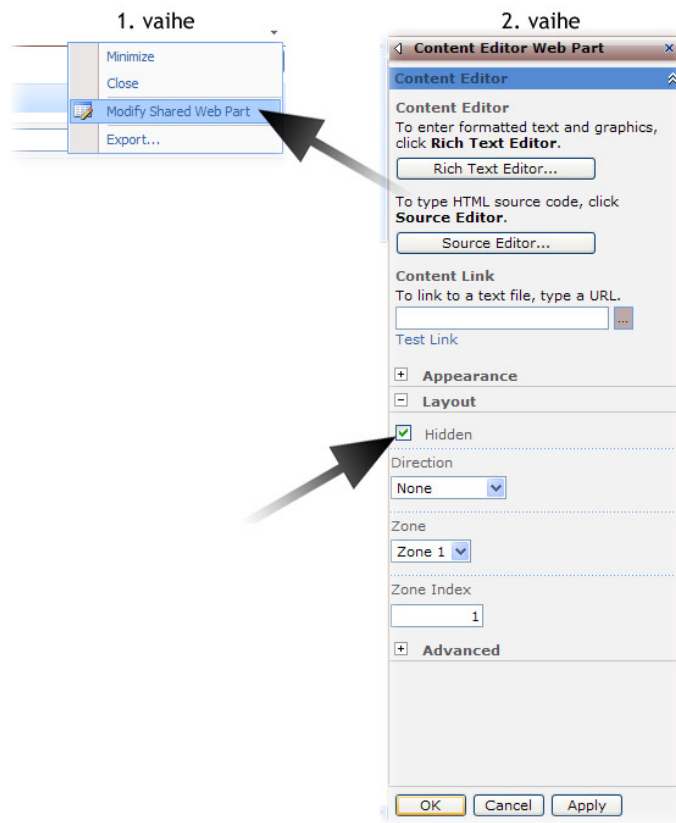 1. vaihe
Minimize
Close
Modify Shared Web Part
Export...
2. vaihe
Content Editor Web Part
Content Editor
Content Editor
To enter formatted text and graphics,
click Rich Text Editor.
Rich Text Editor...
To type HTML source code, click
Source Editor.
Source Editor...
Content Link
To link to a text file, type a URL.
...
Test Link
Appearance
Layout
Hidden
Direction
None
Zone
Zone 1
Zone Index
1
Advanced
OK Cancel Apply